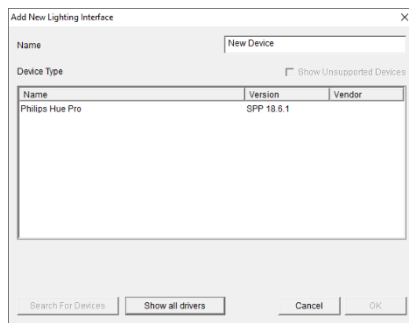 Add New Lighting Interface
Name New Device
Device Type Show Unsupported Devices
Name Version Vendor
Philips Hue Pro SPP 18.6.1
Search For Devices Show all drivers Cancel OK